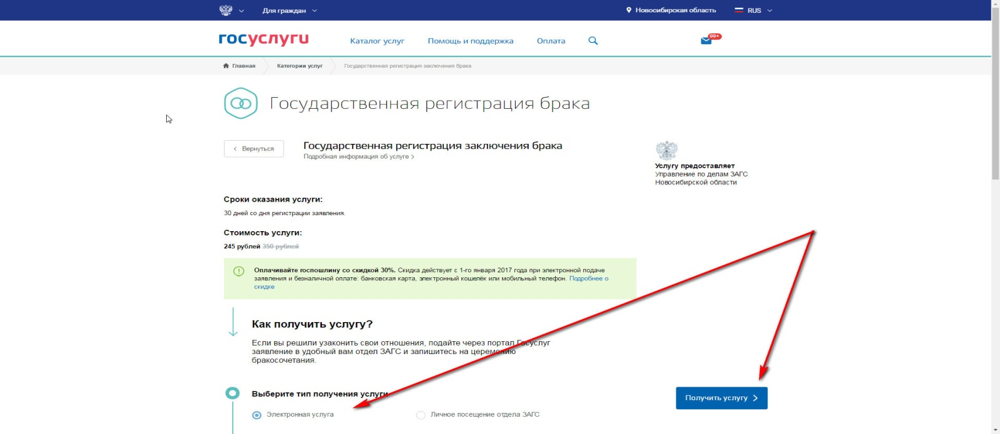 Для граждан
Новосибирская область
RUS
госуслуги
Каталог услуг
Помощь и поддержка
Оплата
99+
Главная
Категории услуг
Государственная регистрация заключения брака
Государственная регистрация брака
Вернуться
Государственная регистрация заключения брака
Подробная информация об услуге >
Услугу предоставляет
Управление по делам ЗАГС
Новосибирской области
Сроки оказания услуги:
30 дней со дня регистрации заявления.
Стоимость услуги:
245 рублей 350 рублей
Оплачивайте госпошлину со скидкой 30%. Скидка действует с 1-го января 2017 года при электронной подаче
заявления и безналичной оплате: банковская карта, электронный кошелёк или мобильный телефон. Подробнее о
скидке
Как получить услугу?
Если вы решили узаконить свои отношения, подайте через портал Госуслуг
заявление в удобный вам отдел ЗАГС и запишитесь на церемонию
бракосочетания.
Выберите тип получения услуги
Электронная услуга
Личное посещение отдела ЗАГС
Получить услугу